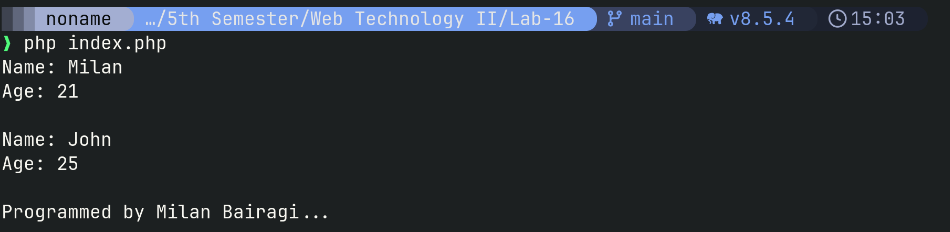 noname …/5th Semester/Web Technology II/Lab-16 main v8.5.4 15:03
❯ php index.php
Name: Milan
Age: 21
Name: John
Age: 25
Programmed by Milan Bairagi...